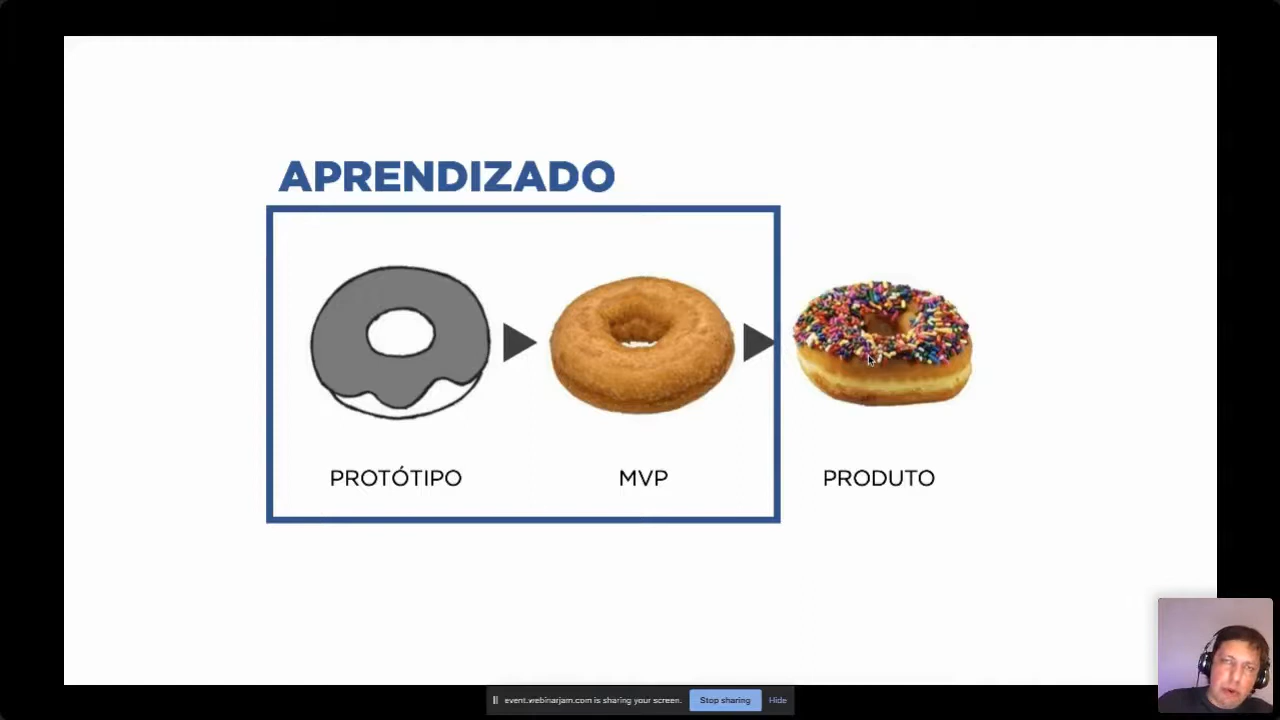 APRENDIZADO
PROTÓTIPO
MVP
PRODUTO
event.webinarjam.com is sharing your screen.
Stop sharing
Hide